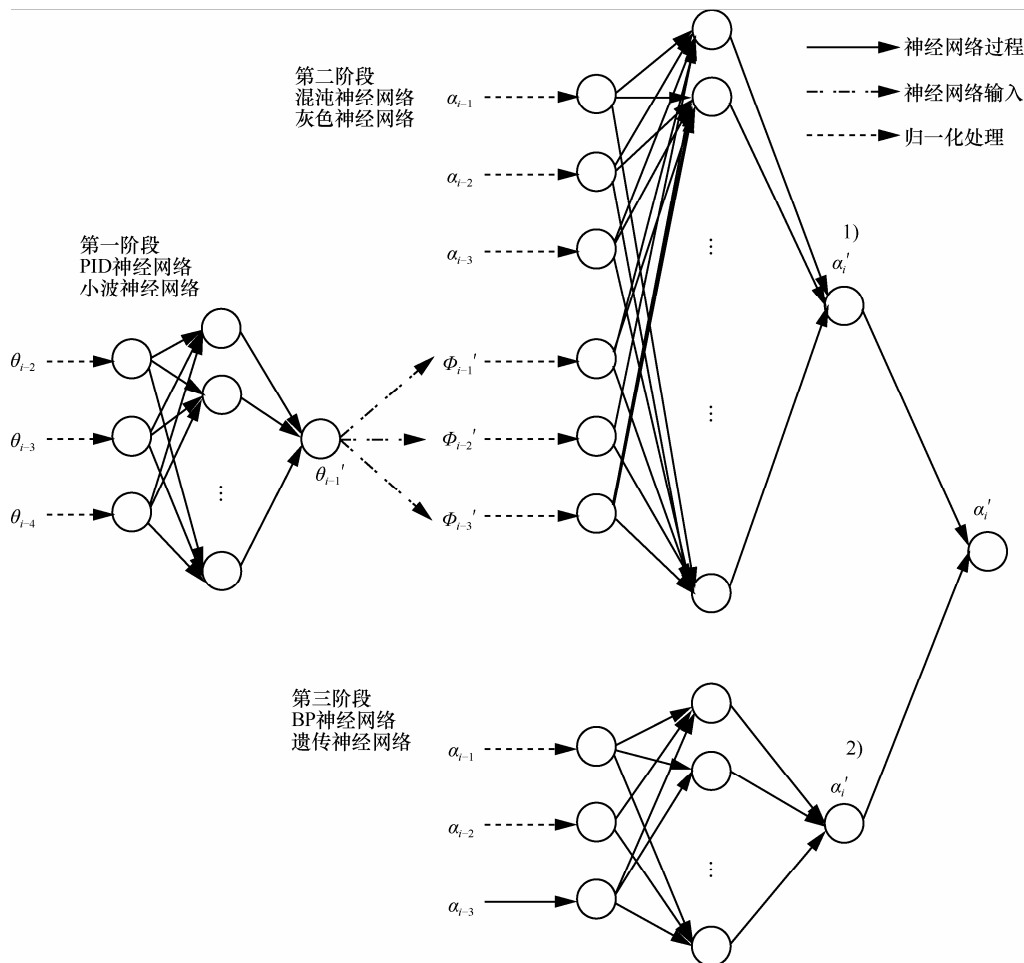 神经网络过程
神经网络输入
归一化处理
第二阶段
混沌神经网络
灰色神经网络
α_{i−1}
α_{i−2}
α_{i−3}
Φ_{i−1}′
Φ_{i−2}′
Φ_{i−3}′
⋮
⋮
1)
α_i′
第一阶段
PID神经网络
小波神经网络
θ_{i−2}
θ_{i−3}
θ_{i−4}
⋮
θ_{i−1}′
α_i′
第三阶段
BP神经网络
遗传神经网络
α_{i−1}
α_{i−2}
α_{i−3}
⋮
2)
α_i′